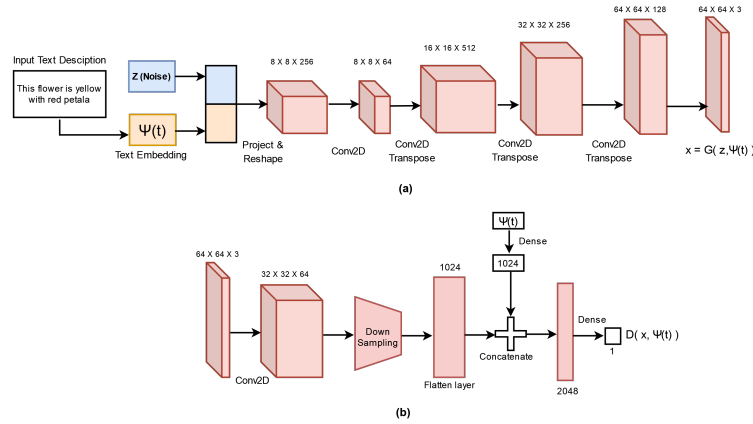 Input Text Desciption
This flower is yellow
with red petala
Z (Noise)
Ψ(t)
Text Embedding
8 X 8 X 256
Project &
Reshape
8 X 8 X 64
Conv2D
16 X 16 X 512
Conv2D
Transpose
32 X 32 X 256
Conv2D
Transpose
64 X 64 X 128
Conv2D
Transpose
64 X 64 X 3
x = G( z,Ψ(t) )
(a)
64 X 64 X 3
Conv2D
32 X 32 X 64
Down
Sampling
1024
Flatten layer
Ψ(t)
Dense
1024
Concatenate
2048
Dense
1
D( x, Ψ(t) )
(b)